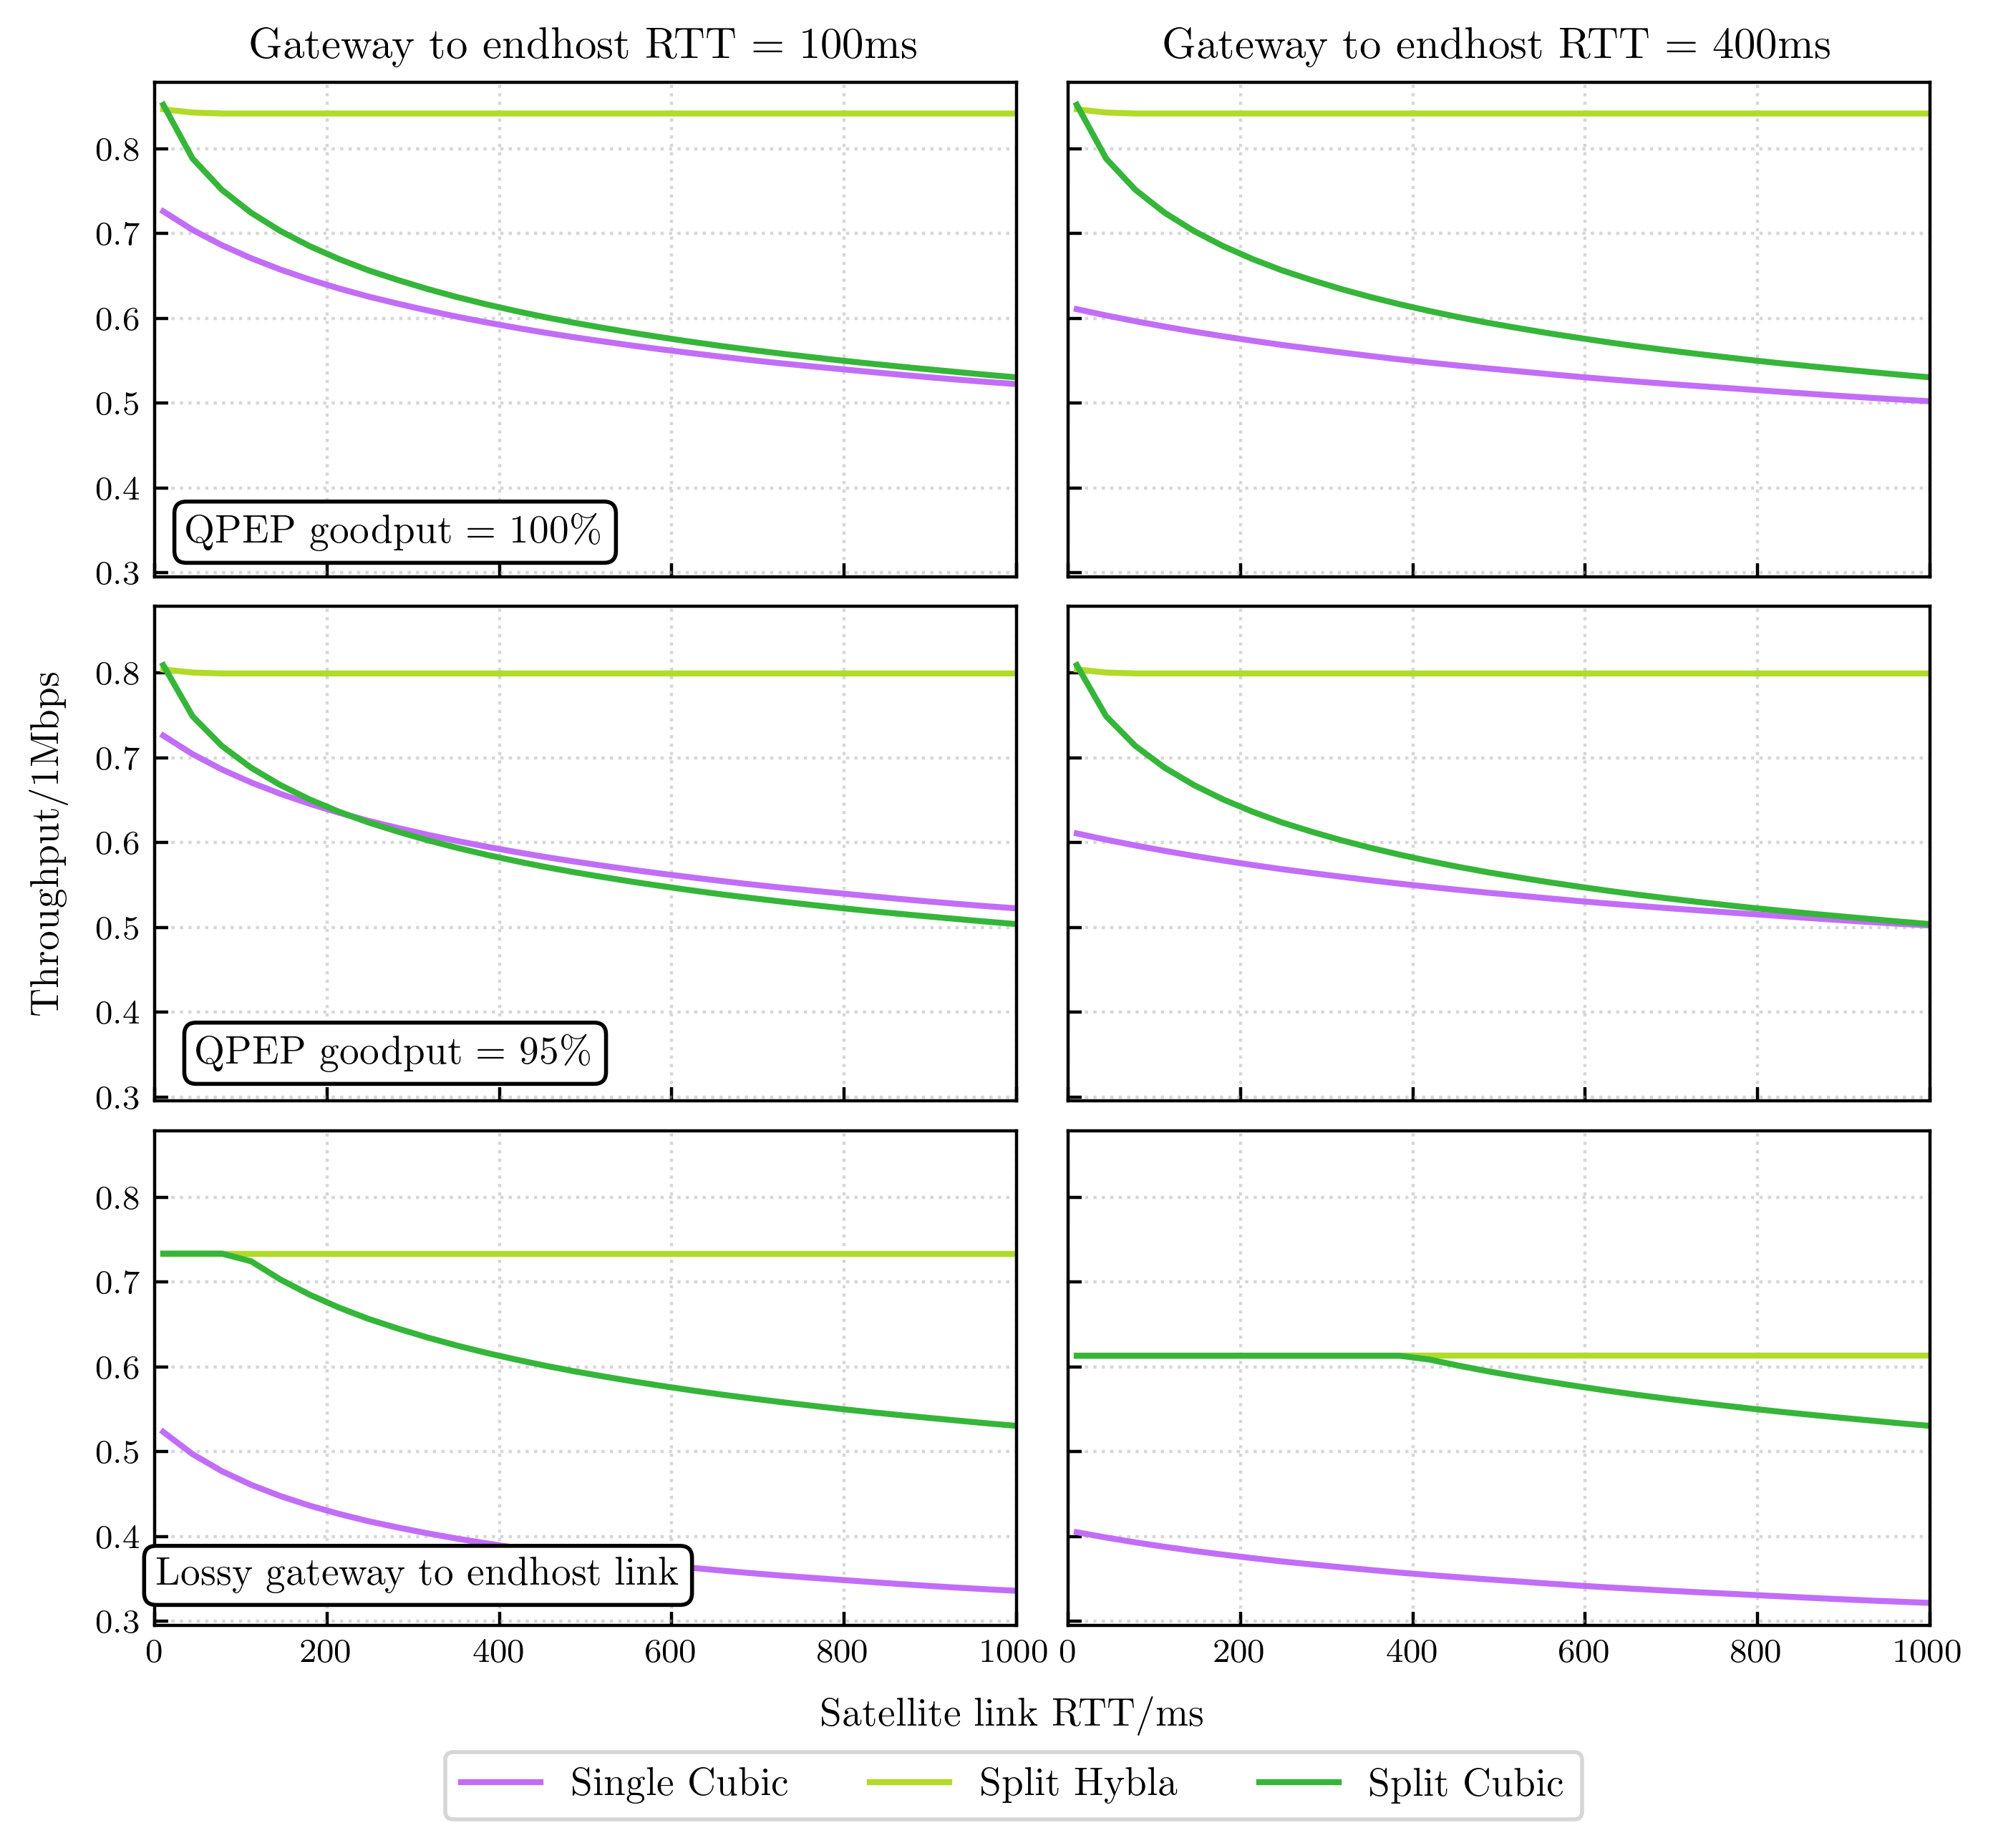 Gateway to endhost RTT = 100ms
Gateway to endhost RTT = 400ms
0.8
0.7
0.6
0.5
0.4
0.3
QPEP goodput = 100%
Throughput/1Mbps
0.8
0.7
0.6
0.5
0.4
0.3
QPEP goodput = 95%
0.8
0.7
0.6
0.5
0.4
0.3
Lossy gateway to endhost link
0 200 400 600 800 1000
0 200 400 600 800 1000
Satellite link RTT/ms
Single Cubic
Split Hybla
Split Cubic